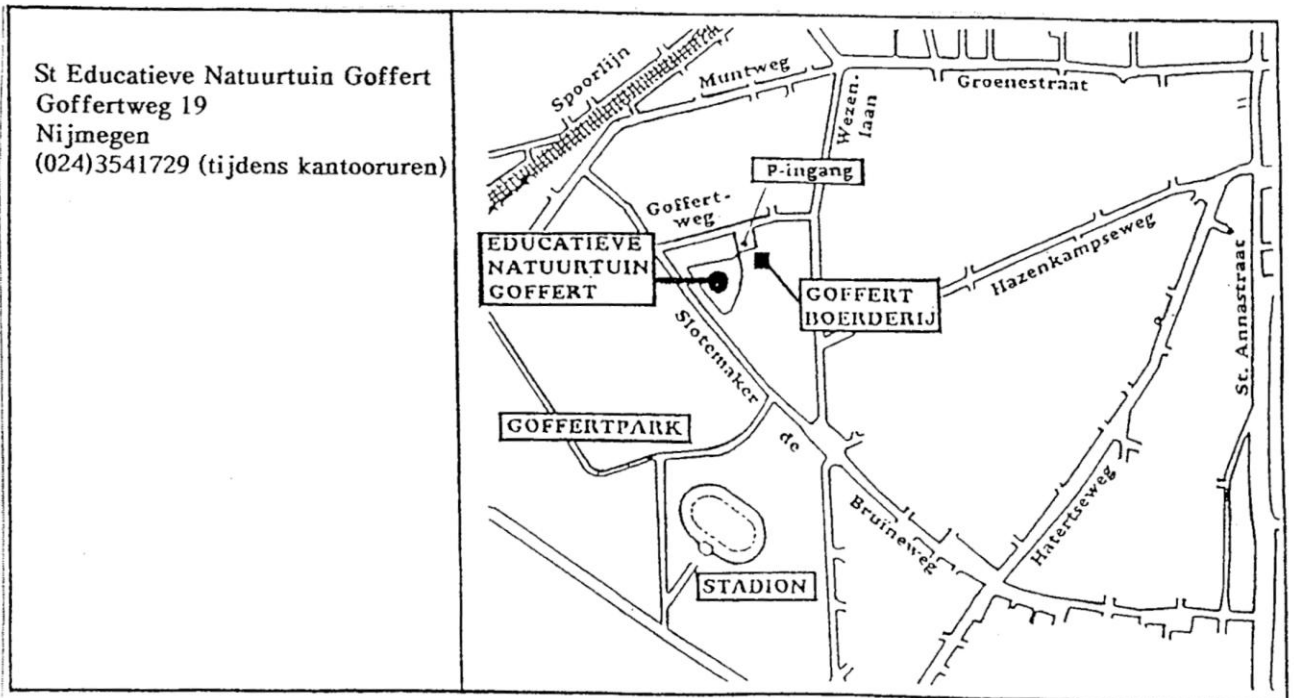 St Educatieve Natuurtuin Goffert
Goffertweg 19
Nijmegen
(024)3541729 (tijdens kantooruren)
Spoorlijn
Muntweg
Wezen-
laan
Groenestraat
P-ingang
Goffert-
weg
EDUCATIEVE
NATUURTUIN
GOFFERT
GOFFERT
BOERDERIJ
Hazenkampseweg
St. Annastraat
Slotemaker
de
Bruineweg
GOFFERTPARK
Hatertseweg
STADION